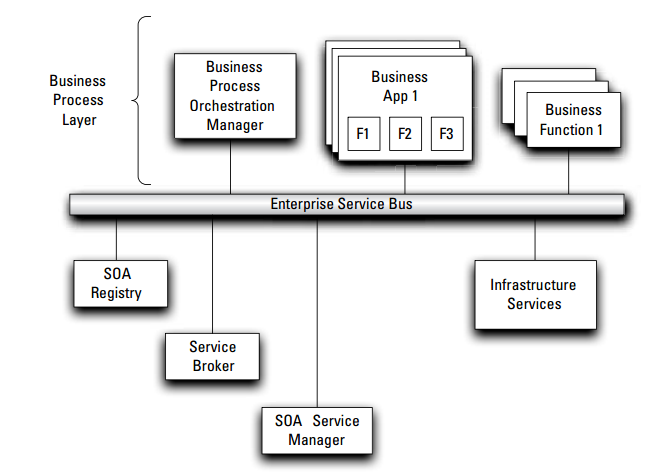 Business
Process
Layer
Business
Process
Orchestration
Manager
Business
App 1
F1 F2 F3
Business
Function 1
Enterprise Service Bus
SOA
Registry
Service
Broker
SOA Service
Manager
Infrastructure
Services